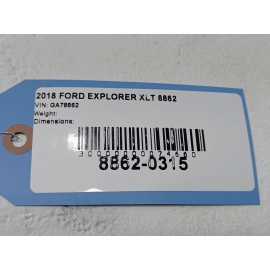 2018 FORD EXPLORER XLT 8862
VIN: GA78862
Weight:
Dimensions:
8862-0315